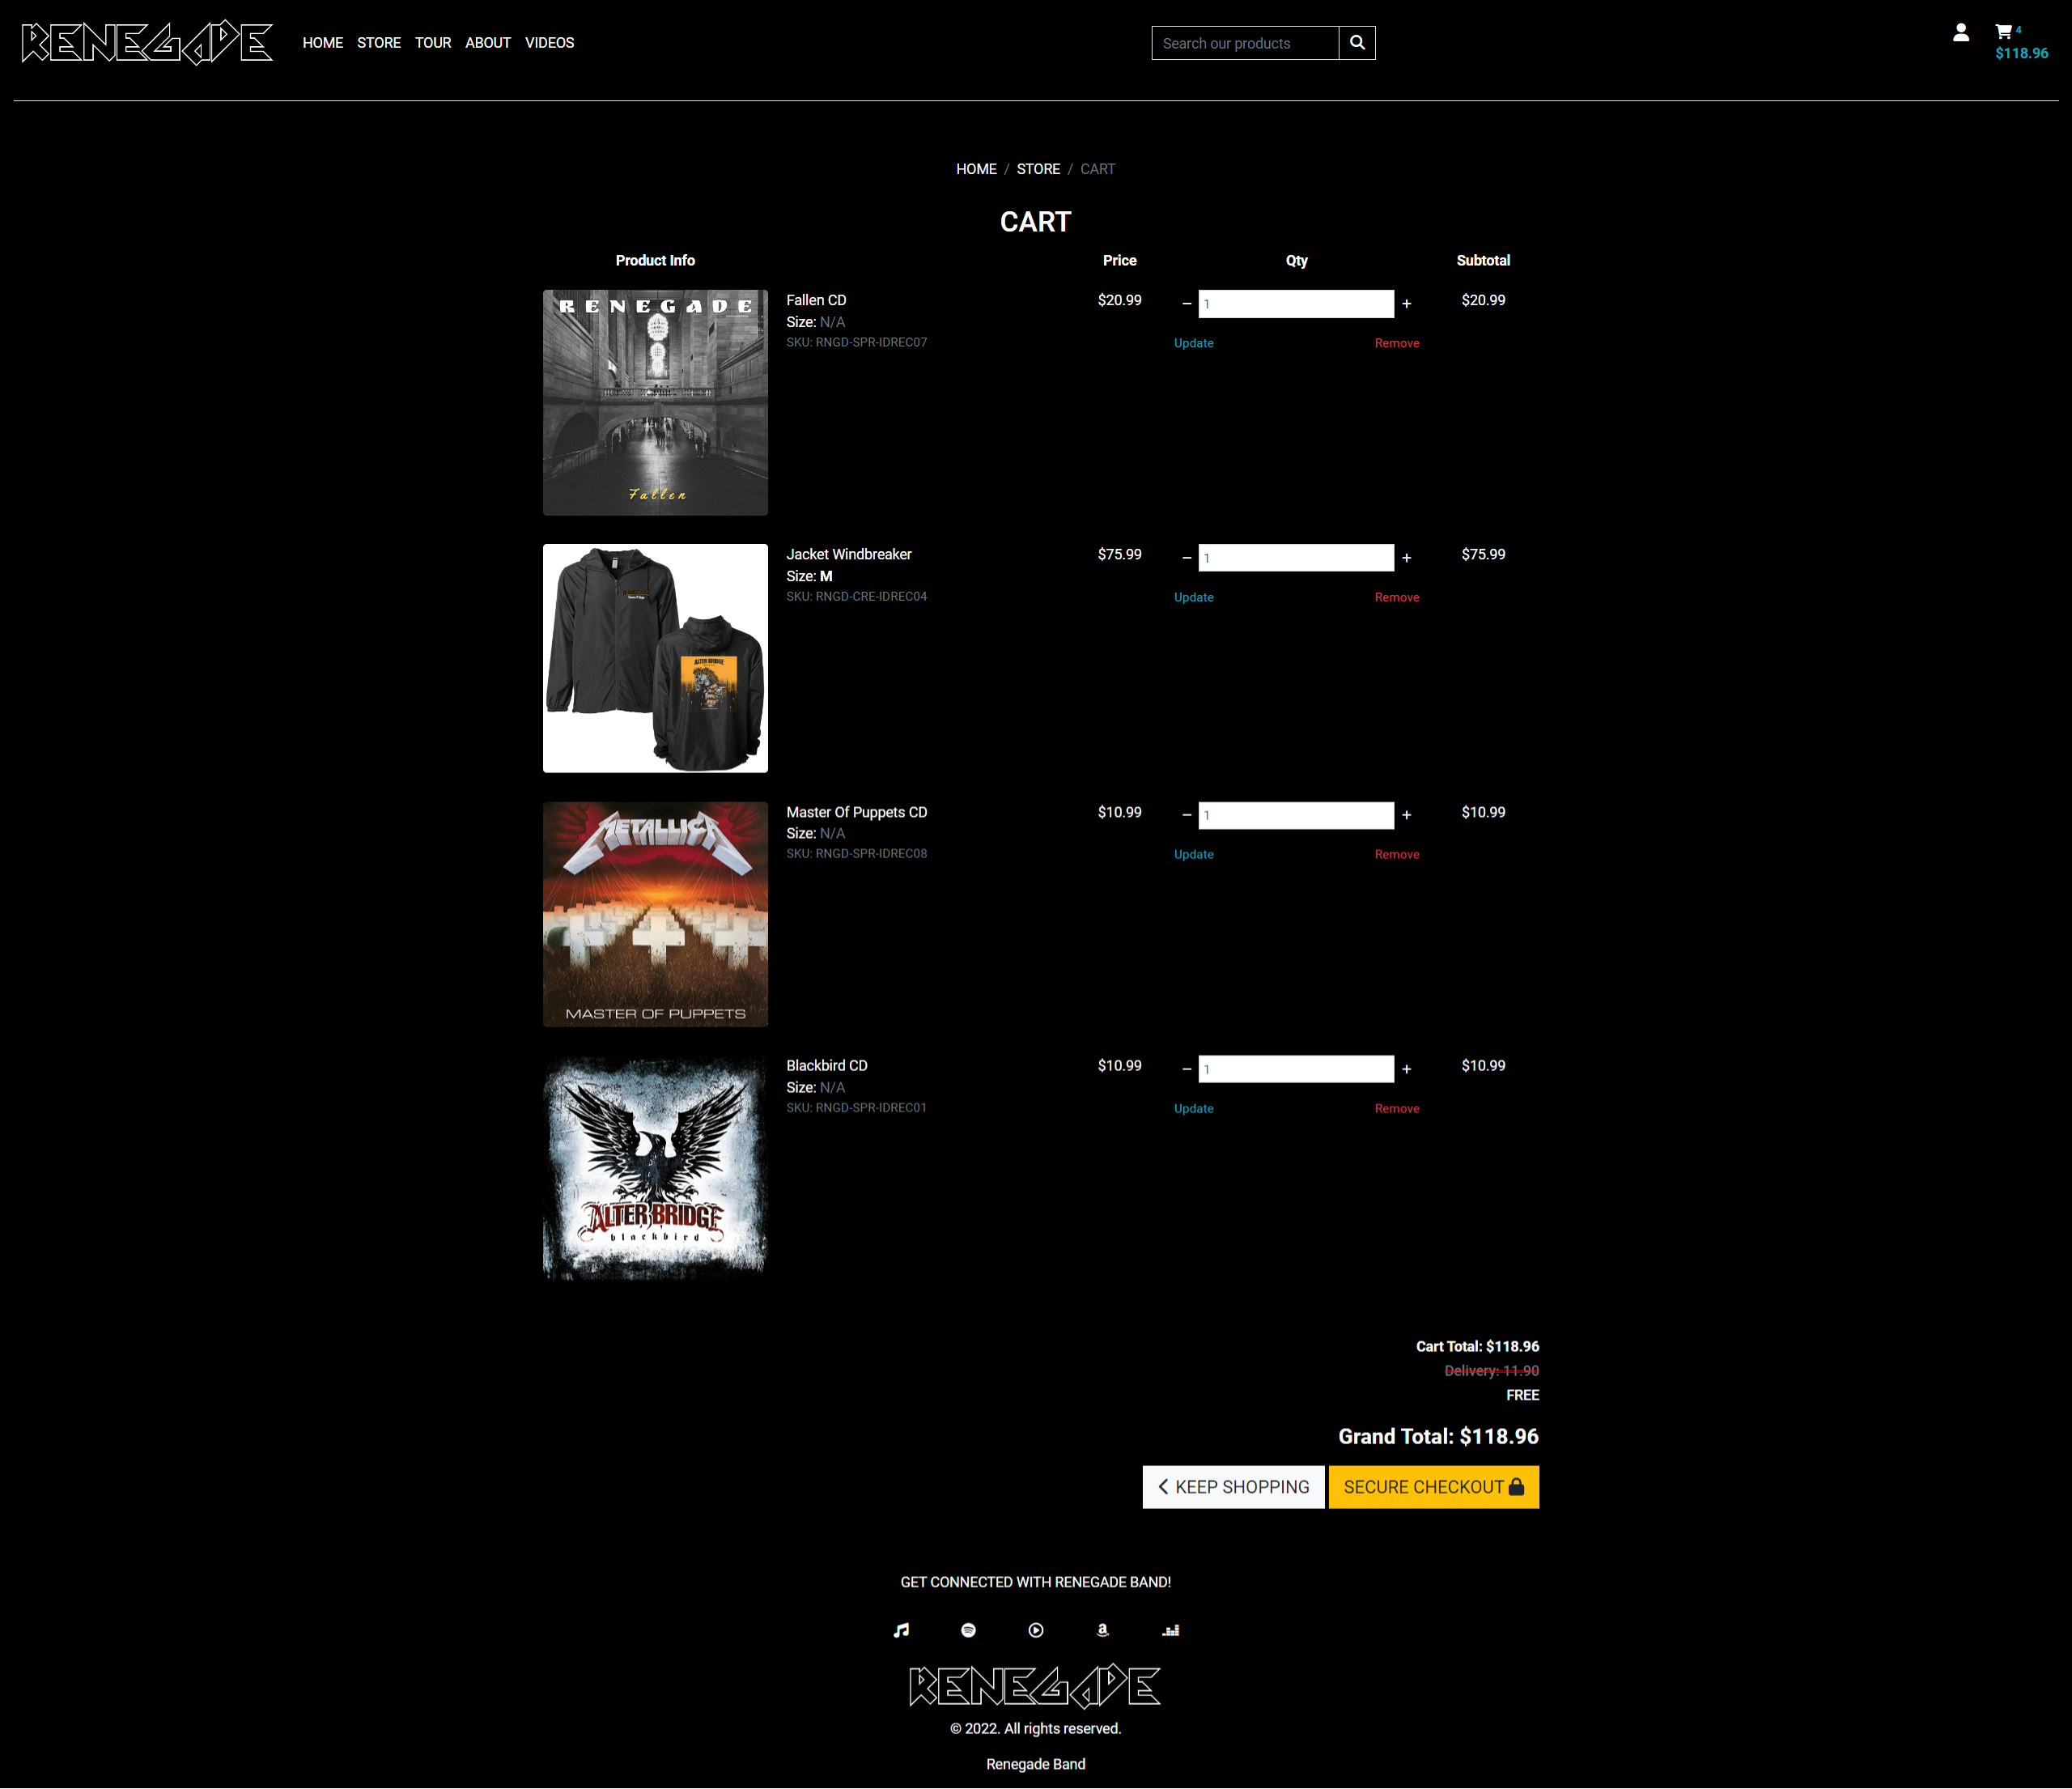 RENEGADE
HOME STORE TOUR ABOUT VIDEOS
Search our products
4
$118.96
HOME / STORE / CART
CART
Product Info Price Qty Subtotal
RENEGADE
Fallen
Fallen CD
Size: N/A
SKU: RNGD-SPR-IDREC07
$20.99
− 1 +
Update Remove
$20.99
ALTER BRIDGE
Jacket Windbreaker
Size: M
SKU: RNGD-CRE-IDREC04
$75.99
− 1 +
Update Remove
$75.99
METALLICA
MASTER OF PUPPETS
Master Of Puppets CD
Size: N/A
SKU: RNGD-SPR-IDREC08
$10.99
− 1 +
Update Remove
$10.99
ALTER BRIDGE
blackbird
Blackbird CD
Size: N/A
SKU: RNGD-SPR-IDREC01
$10.99
− 1 +
Update Remove
$10.99
Cart Total: $118.96
Delivery: 11.90
FREE
Grand Total: $118.96
KEEP SHOPPING SECURE CHECKOUT
GET CONNECTED WITH RENEGADE BAND!
RENEGADE
© 2022. All rights reserved.
Renegade Band